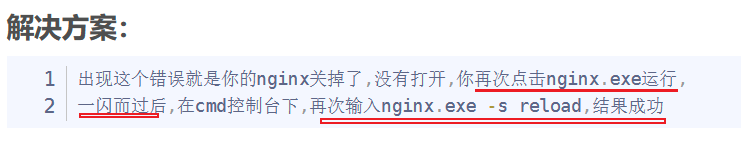 解决方案：
1 出现这个错误就是你的nginx关掉了,没有打开,你再次点击nginx.exe运行,
2 一闪而过后,在cmd控制台下,再次输入nginx.exe -s reload,结果成功